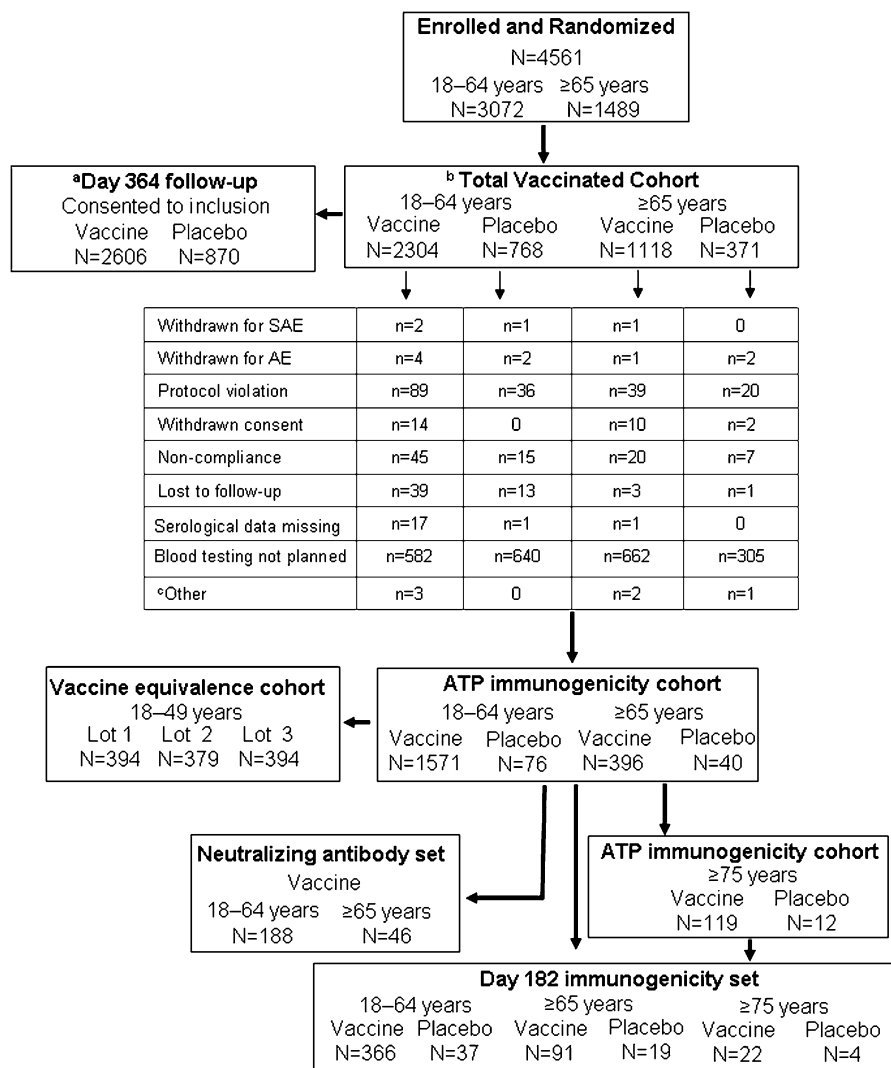 Enrolled and Randomized
N=4561
18–64 years ≥65 years
N=3072 N=1489
ᵃDay 364 follow-up
Consented to inclusion
Vaccine Placebo
N=2606 N=870
ᵇ Total Vaccinated Cohort
18–64 years ≥65 years
Vaccine Placebo Vaccine Placebo
N=2304 N=768 N=1118 N=371
Withdrawn for SAE n=2 n=1 n=1 0
Withdrawn for AE n=4 n=2 n=1 n=2
Protocol violation n=89 n=36 n=39 n=20
Withdrawn consent n=14 0 n=10 n=2
Non-compliance n=45 n=15 n=20 n=7
Lost to follow-up n=39 n=13 n=3 n=1
Serological data missing n=17 n=1 n=1 0
Blood testing not planned n=582 n=640 n=662 n=305
ᶜOther n=3 0 n=2 n=1
Vaccine equivalence cohort
18–49 years
Lot 1 Lot 2 Lot 3
N=394 N=379 N=394
ATP immunogenicity cohort
18–64 years ≥65 years
Vaccine Placebo Vaccine Placebo
N=1571 N=76 N=396 N=40
Neutralizing antibody set
Vaccine
18–64 years ≥65 years
N=188 N=46
ATP immunogenicity cohort
≥75 years
Vaccine Placebo
N=119 N=12
Day 182 immunogenicity set
18–64 years ≥65 years ≥75 years
Vaccine Placebo Vaccine Placebo Vaccine Placebo
N=366 N=37 N=91 N=19 N=22 N=4